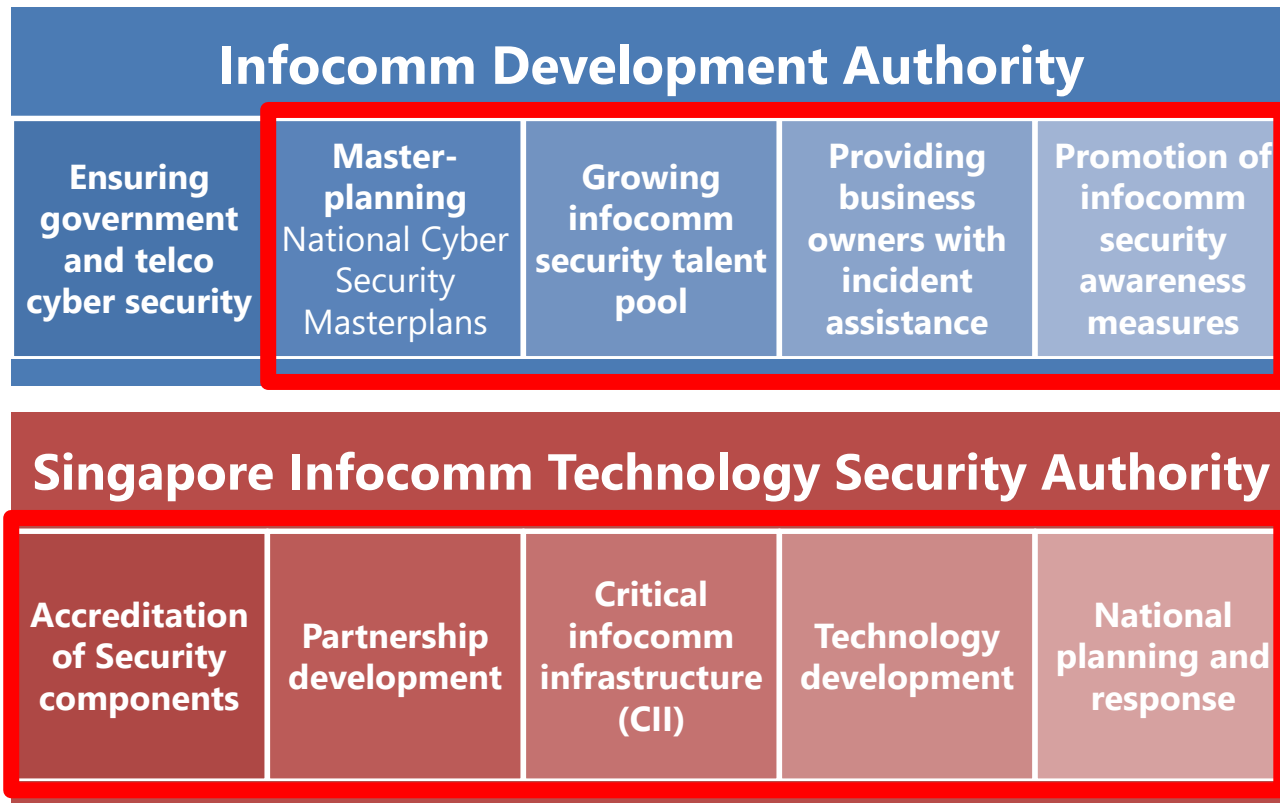 Infocomm Development Authority
Ensuring
government
and telco
cyber security
Master-
planning
National Cyber
Security
Masterplans
Growing
infocomm
security talent
pool
Providing
business
owners with
incident
assistance
Promotion of
infocomm
security
awareness
measures
Singapore Infocomm Technology Security Authority
Accreditation
of Security
components
Partnership
development
Critical
infocomm
infrastructure
(CII)
Technology
development
National
planning and
response